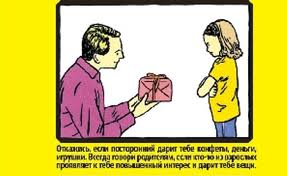 Откажись, если посторонний дарит тебе конфеты, деньги,
игрушки. Всегда говори родителям, если кто-то из взрослых
проявляет к тебе повышенный интерес и дарит тебе вещи.